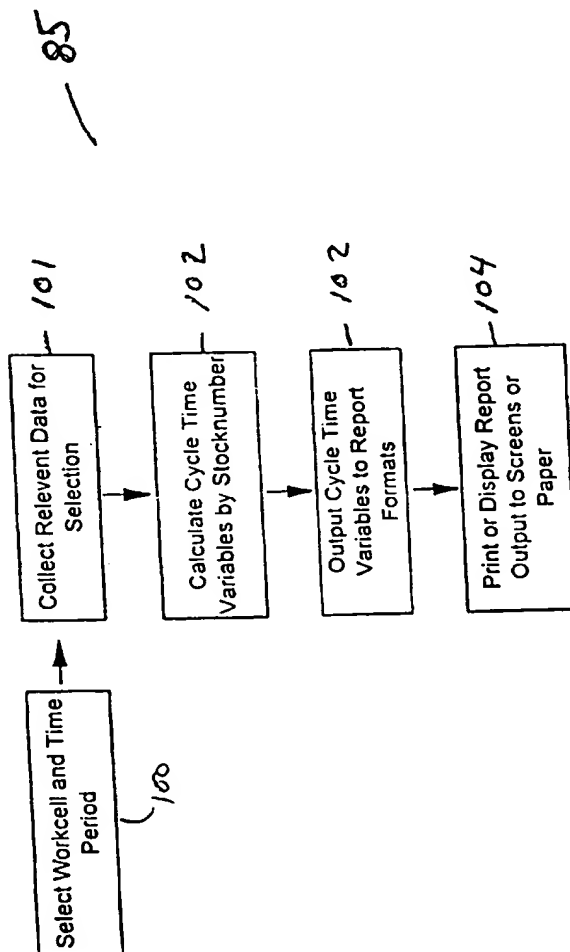 85
Select Workcell and Time
Period
100
Collect Relevent Data for
Selection
101
Calculate Cycle Time
Variables by Stocknumber
102
Output Cycle Time
Variables to Report
Formats
102
Print or Display Report
Output to Screens or
Paper
104